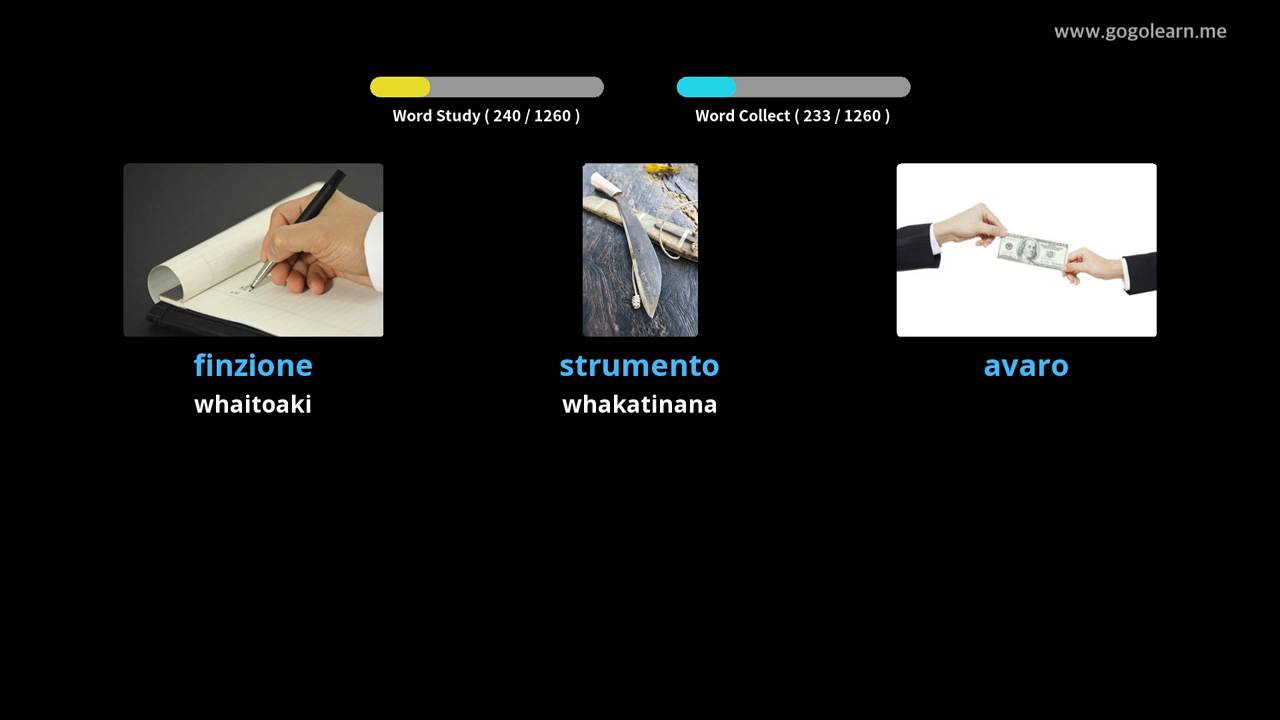 www.gogolearn.me
Word Study ( 240 / 1260 )
Word Collect ( 233 / 1260 )
finzione
whaitoaki
strumento
whakatinana
avaro